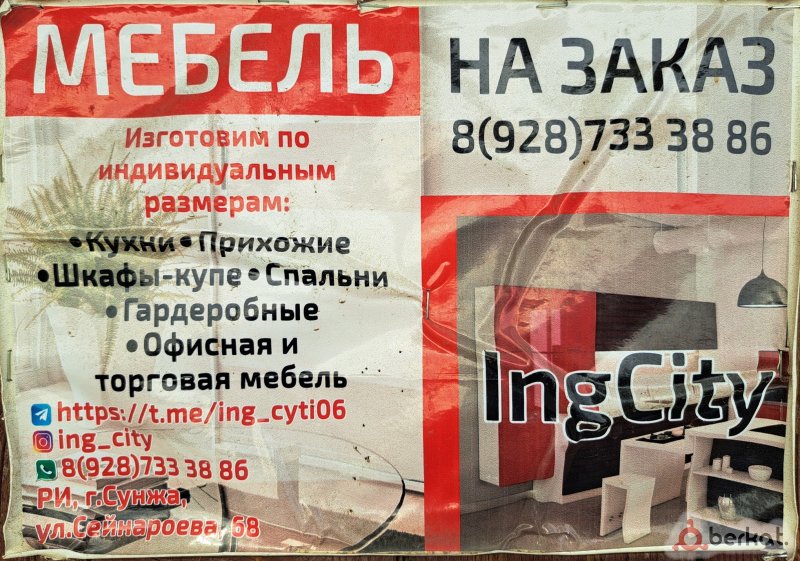 МЕБЕЛЬ
НА ЗАКАЗ
8(928)733 38 86
Изготовим по
индивидуальным
размерам:
•Кухни•Прихожие
•Шкафы-купе•Спальни
•Гардеробные
•Офисная и
торговая мебель
https://t.me/ing_cyti06
ing_city
8(928)733 38 86
РИ, г.Сунжа,
ул.Сейнароева, 68
IngCity
berkat.